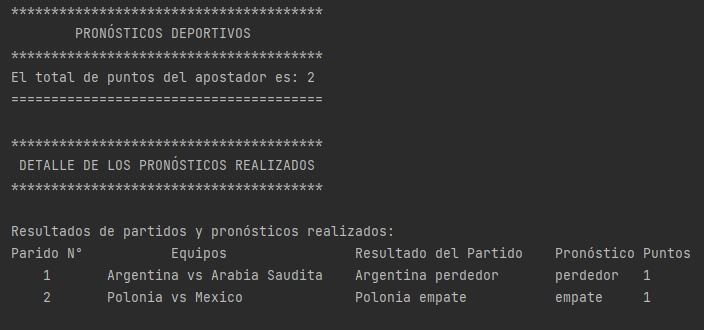 ***************************************
PRONÓSTICOS DEPORTIVOS
***************************************
El total de puntos del apostador es: 2
=======================================
***************************************
DETALLE DE LOS PRONÓSTICOS REALIZADOS
***************************************
Resultados de partidos y pronósticos realizados:
Parido N° Equipos Resultado del Partido Pronóstico Puntos
1 Argentina vs Arabia Saudita Argentina perdedor perdedor 1
2 Polonia vs Mexico Polonia empate empate 1